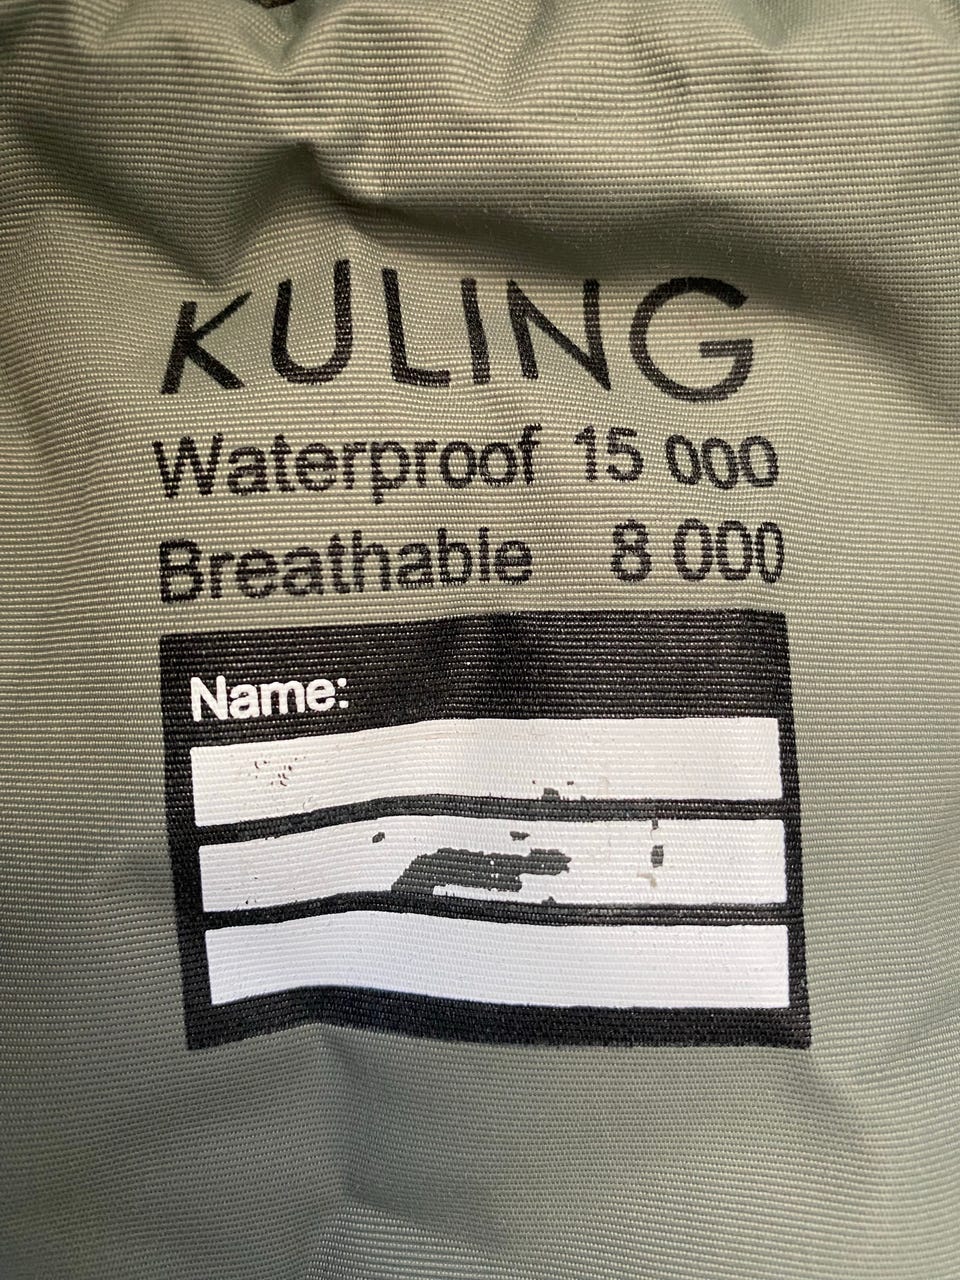 KULING
Waterproof 15 000
Breathable 8 000
Name: